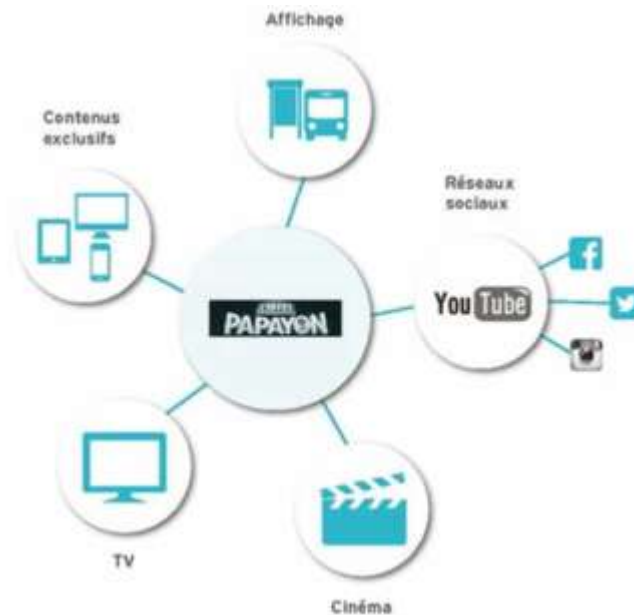 Affichage
Contenus
exclusifs
Réseaux
sociaux
You Tube
PAPAYON
TV
Cinéma